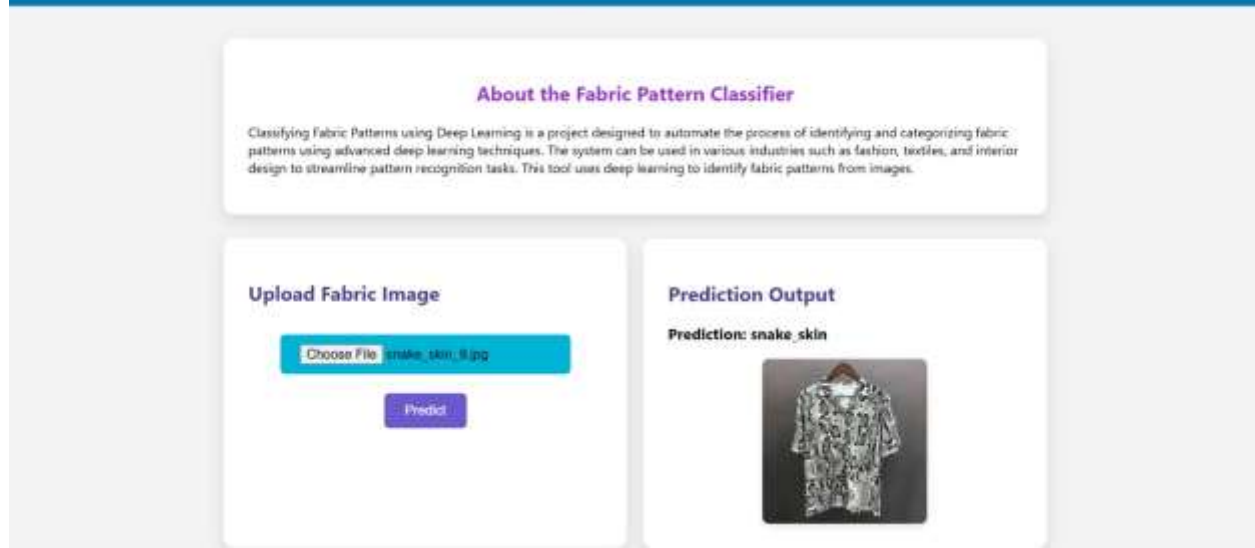 About the Fabric Pattern Classifier
Classifying Fabric Patterns using Deep Learning is a project designed to automate the process of identifying and categorizing fabric
patterns using advanced deep learning techniques. The system can be used in various industries such as fashion, textiles, and interior
design to streamline pattern recognition tasks. This tool uses deep learning to identify fabric patterns from images.
Upload Fabric Image
Choose File snake_skin_9.jpg
Predict
Prediction Output
Prediction: snake_skin